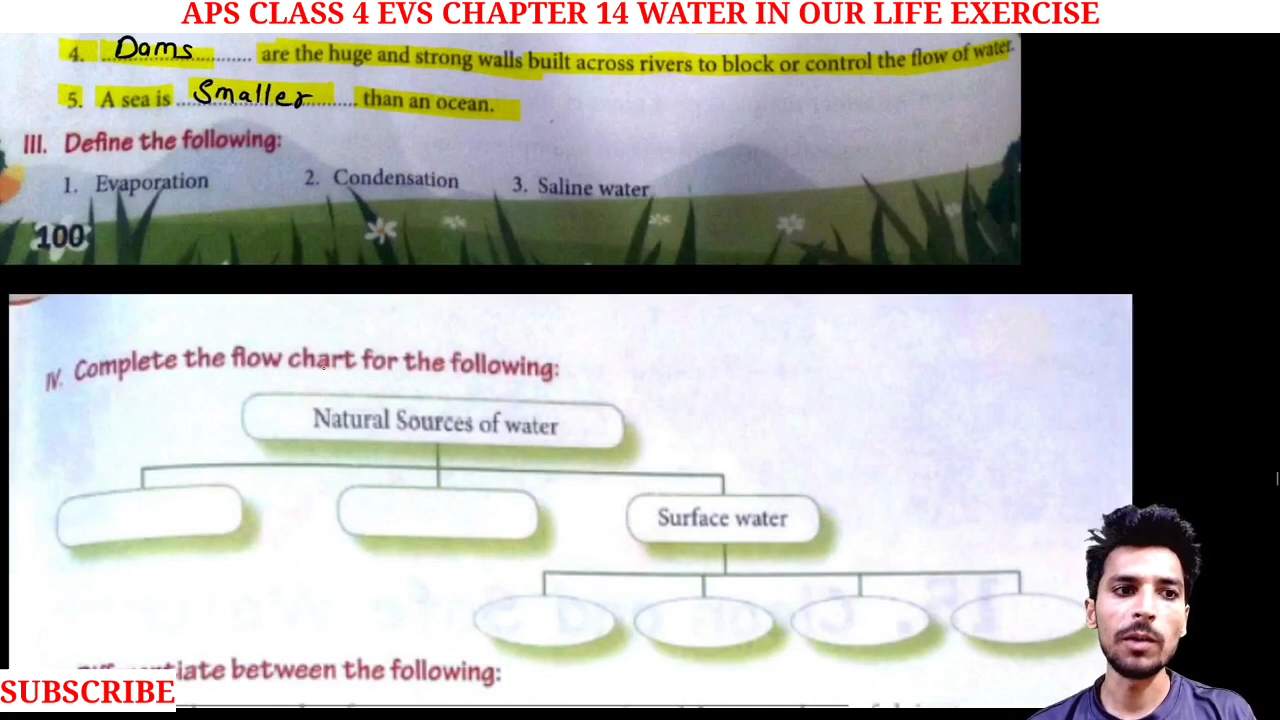 APS CLASS 4 EVS CHAPTER 14 WATER IN OUR LIFE EXERCISE
4. Dams ............ are the huge and strong walls built across rivers to block or control the flow of water.
5. A sea is ... Smaller ... than an ocean.
III. Define the following:
1. Evaporation 2. Condensation 3. Saline water
100
IV. Complete the flow chart for the following:
Natural Sources of water
Surface water
between the following:
SUBSCRIBE